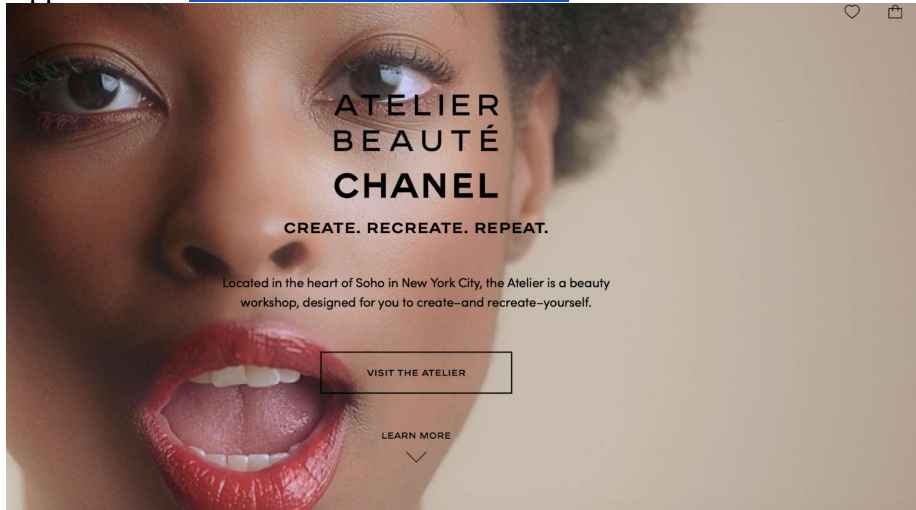 ATELIER
BEAUTÉ
CHANEL
CREATE. RECREATE. REPEAT.
Located in the heart of Soho in New York City, the Atelier is a beauty
workshop, designed for you to create–and recreate–yourself.
VISIT THE ATELIER
LEARN MORE